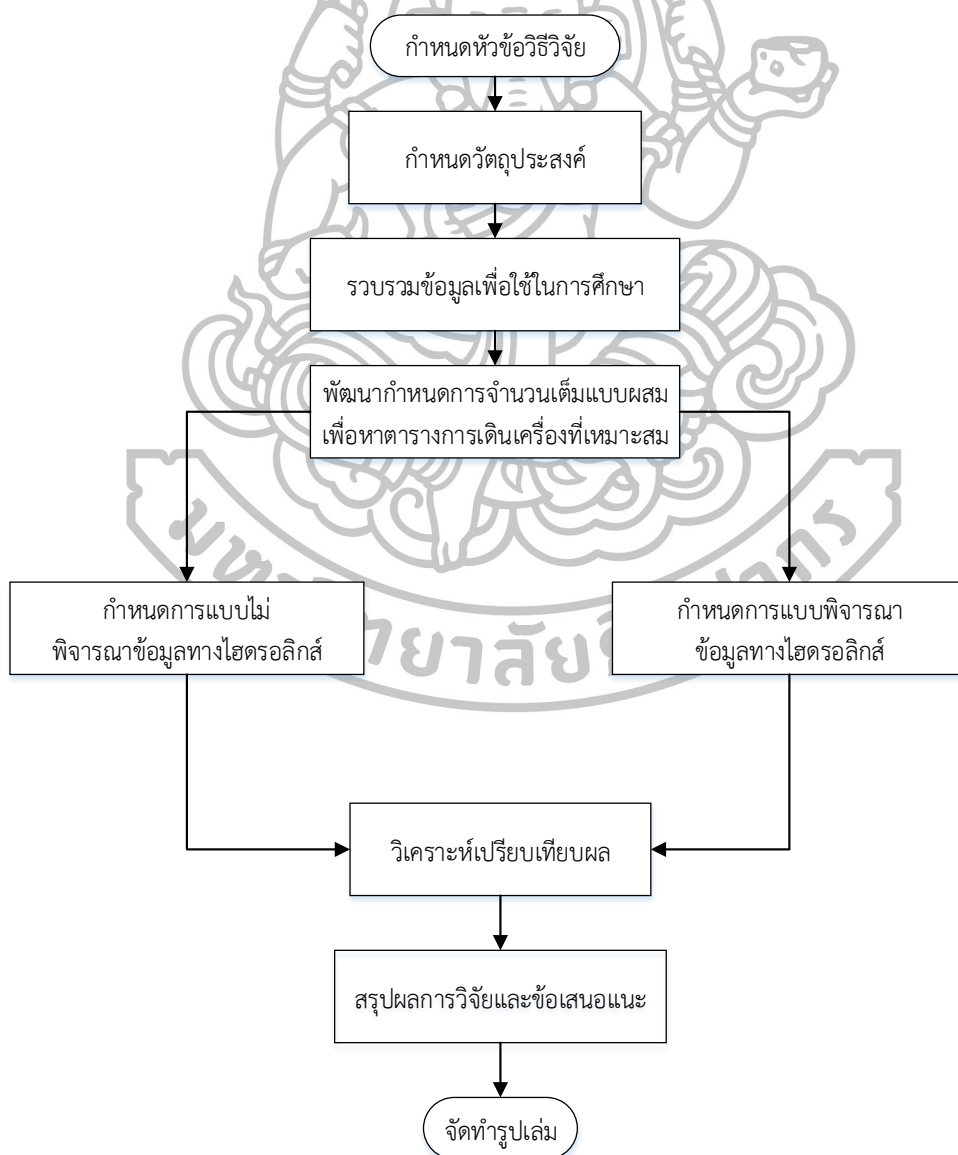 กำหนดหัวข้อวิธีวิจัย
กำหนดวัตถุประสงค์
รวบรวมข้อมูลเพื่อใช้ในการศึกษา
พัฒนากำหนดการจำนวนเต็มแบบผสม
เพื่อหาตารางการเดินเครื่องที่เหมาะสม
กำหนดการแบบไม่
พิจารณาข้อมูลทางไฮดรอลิกส์
กำหนดการแบบพิจารณา
ข้อมูลทางไฮดรอลิกส์
วิเคราะห์เปรียบเทียบผล
สรุปผลการวิจัยและข้อเสนอแนะ
จัดทำรูปเล่ม